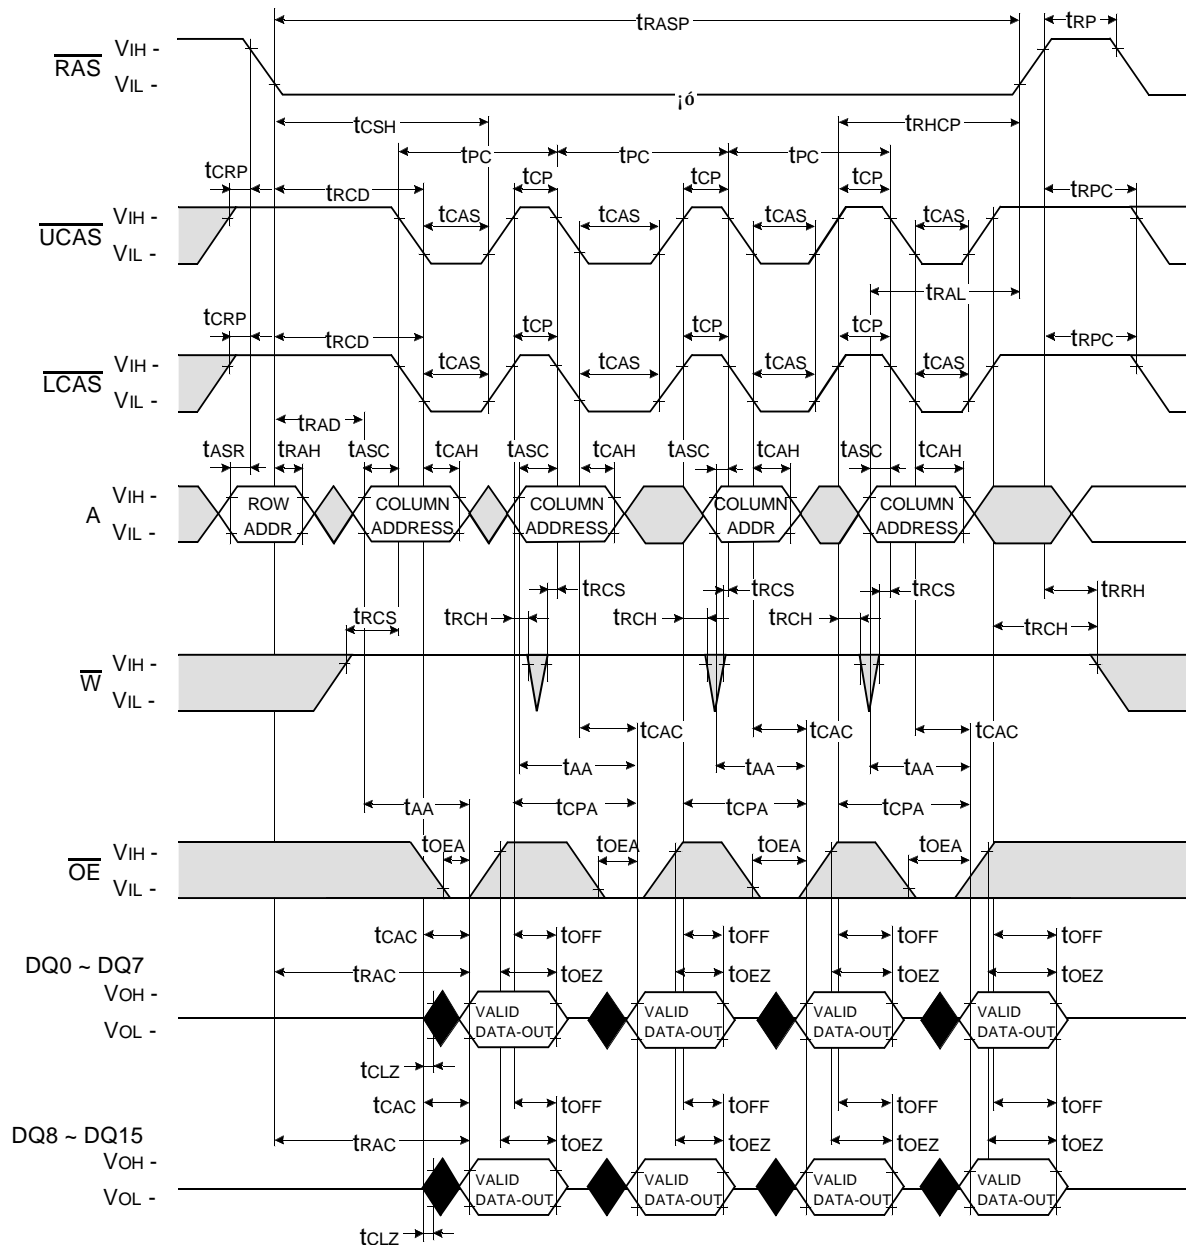 tRASP tRP
RAS VIH -
VIL -
¡ó
tCSH tRHCP
tPC tPC tPC
tCRP tRCD tCP tCP tCP tRPC
UCAS VIH -
VIL -
tCAS tCAS tCAS tCAS
tRAL
tCRP tRCD tCP tCP tCP tRPC
LCAS VIH -
VIL -
tCAS tCAS tCAS tCAS
tRAD
tASR tRAH tASC tCAH tASC tCAH tASC tCAH tASC tCAH
A VIH -
VIL -
ROW ADDR
COLUMN ADDRESS
COLUMN ADDRESS
COLUMN ADDR
COLUMN ADDRESS
tRCS tRCS tRRH
tRCS tRCH tRCH tRCH tRCH
W VIH -
VIL -
tCAC tCAC tCAC
tAA tAA tAA
tAA tCPA tCPA tCPA
tOEA tOEA tOEA tOEA
OE VIH -
VIL -
tCAC tOFF tOFF tOFF tOFF
DQ0 ~ DQ7
tRAC tOEZ tOEZ tOEZ tOEZ
VOH -
VOL -
VALID DATA-OUT
VALID DATA-OUT
VALID DATA-OUT
VALID DATA-OUT
tCLZ
tCAC tOFF tOFF tOFF tOFF
DQ8 ~ DQ15
tRAC tOEZ tOEZ tOEZ tOEZ
VOH -
VOL -
VALID DATA-OUT
VALID DATA-OUT
VALID DATA-OUT
VALID DATA-OUT
tCLZ